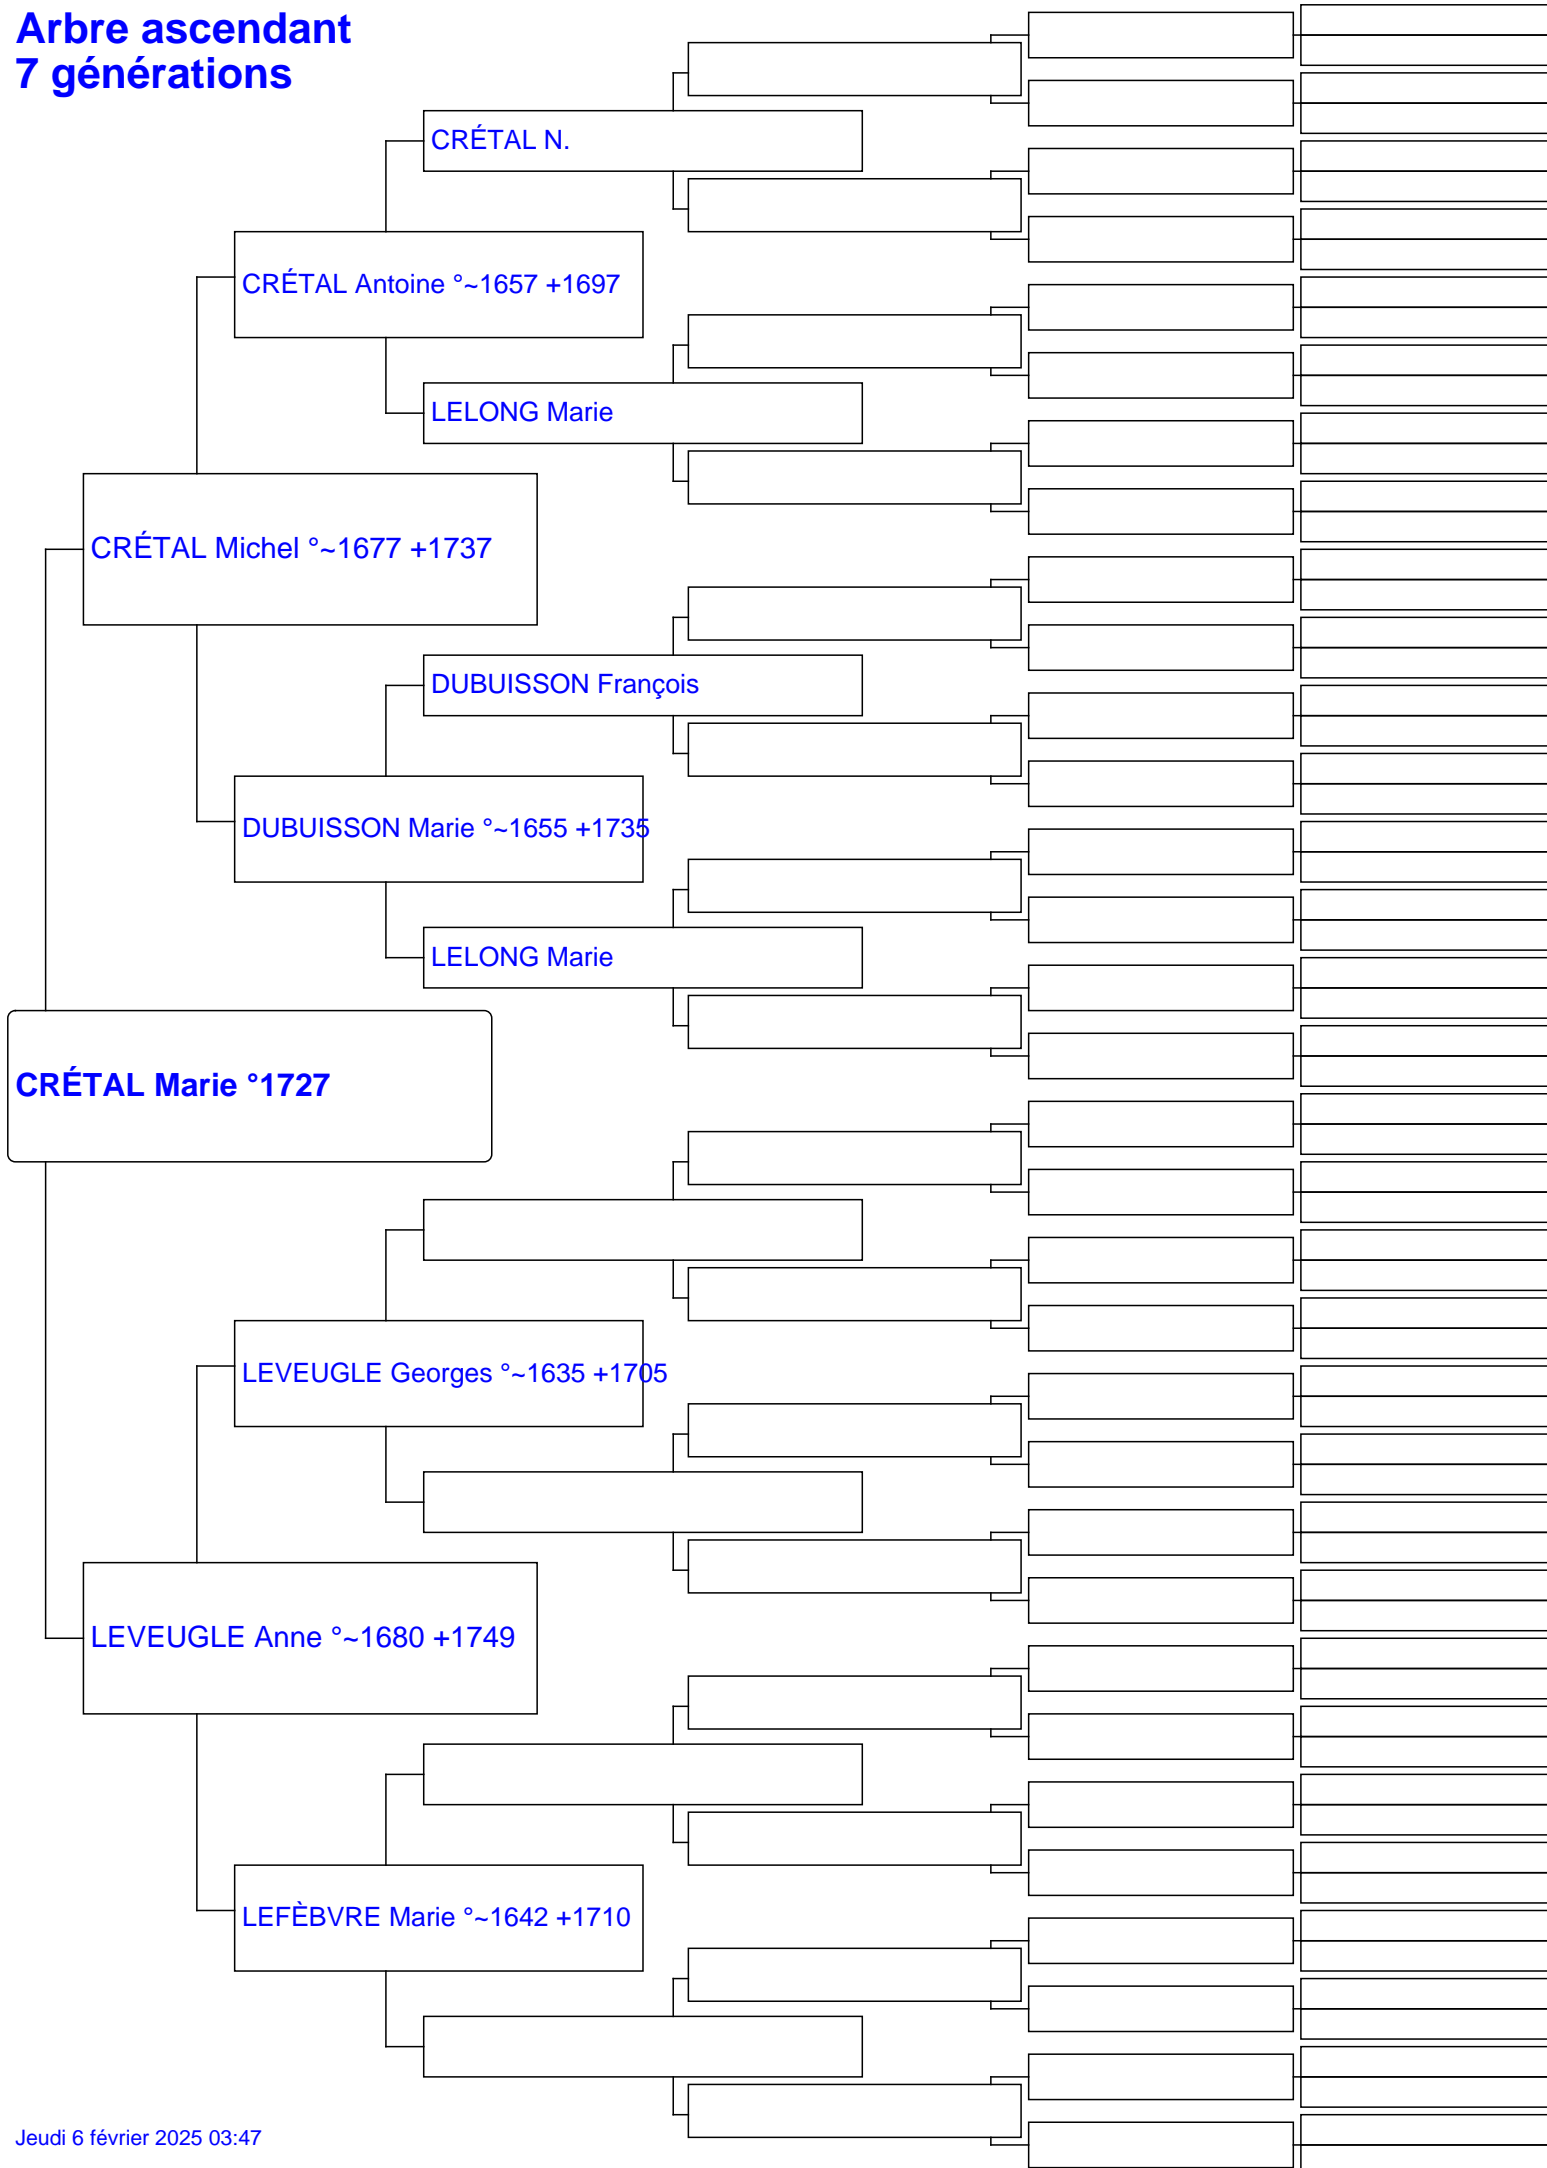 Arbre ascendant
7 générations
CRÉTAL N.
CRÉTAL Antoine °~1657 +1697
LELONG Marie
CRÉTAL Michel °~1677 +1737
DUBUISSON François
DUBUISSON Marie °~1655 +1735
LELONG Marie
CRÉTAL Marie °1727
LEVEUGLE Georges °~1635 +1705
LEVEUGLE Anne °~1680 +1749
LEFÈBVRE Marie °~1642 +1710
Jeudi 6 février 2025 03:47